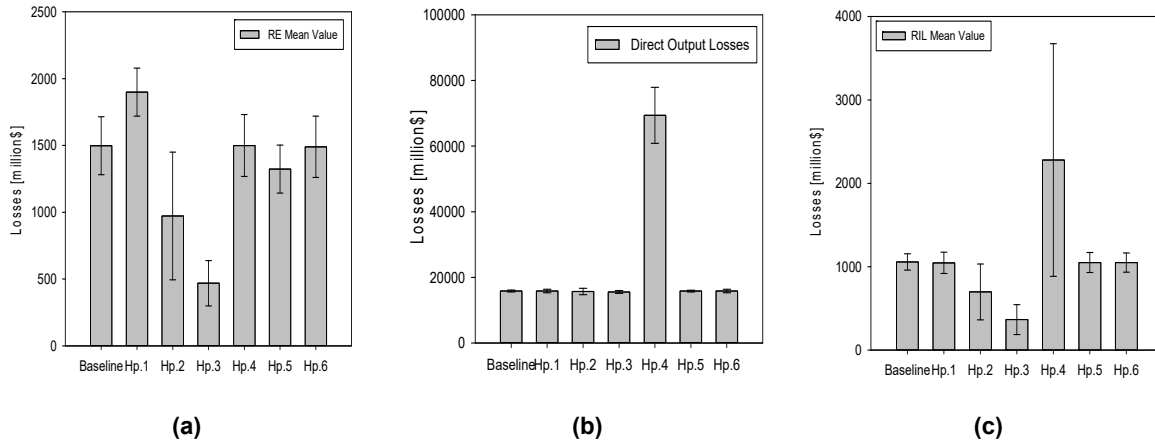 2500
2000
1500
1000
500
0
Losses [million$]
RE Mean Value
Baseline Hp.1 Hp.2 Hp.3 Hp.4 Hp.5 Hp.6
(a)
100000
80000
60000
40000
20000
0
Losses [million$]
Direct Output Losses
Baseline Hp.1 Hp.2 Hp.3 Hp.4 Hp.5 Hp.6
(b)
4000
3000
2000
1000
0
Losses [million$]
RIL Mean Value
Baseline Hp.1 Hp.2 Hp.3 Hp.4 Hp.5 Hp.6
(c)